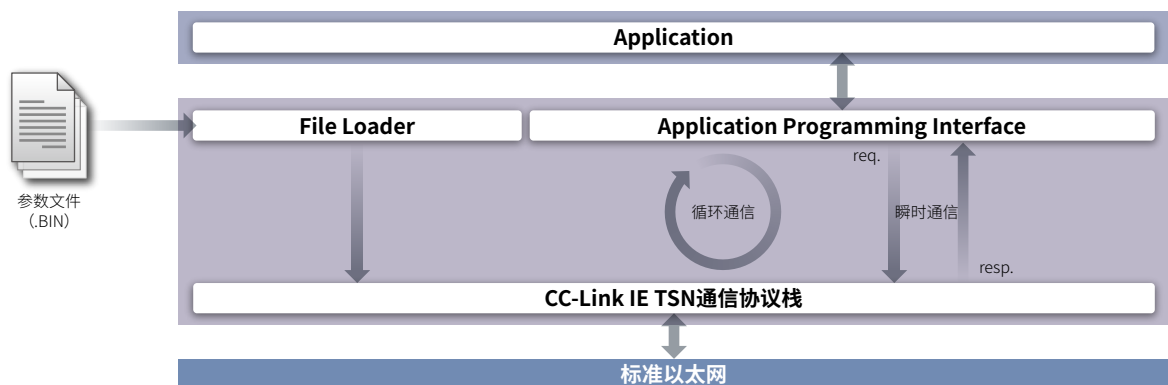 Application
File Loader
Application Programming Interface
req.
参数文件
（.BIN）
循环通信
瞬时通信
resp.
CC-Link IE TSN通信协议栈
标准以太网